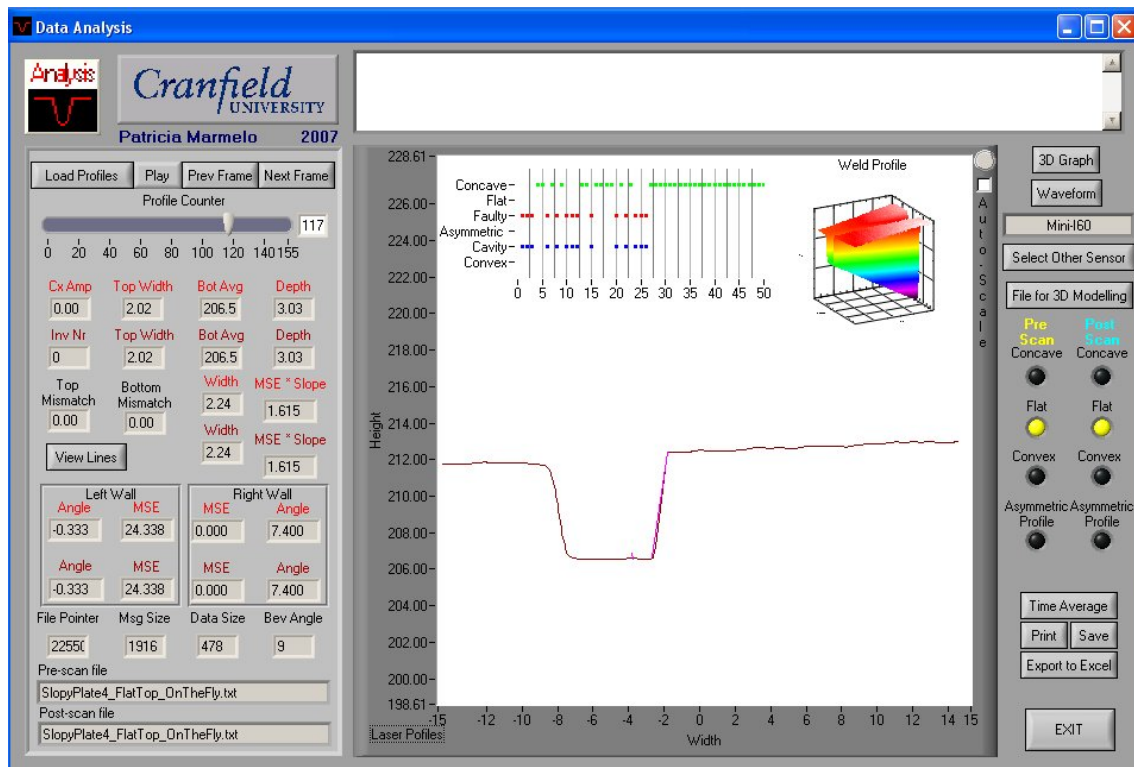 Data Analysis
Analysis
Cranfield
UNIVERSITY
Patricia Marmelo 2007
Load Profiles Play Prev Frame Next Frame
Profile Counter
117
0 20 40 60 80 100 120 140 155
Cx Amp Top Width Bot Avg Depth
0.00 2.02 206.5 3.03
Inv Nr Top Width Bot Avg Depth
0 2.02 206.5 3.03
Top Mismatch
0.00
Bottom Mismatch
0.00
Width MSE * Slope
2.24 1.615
Width MSE * Slope
2.24 1.615
View Lines
Left Wall
Angle MSE
-0.333 24.338
Angle MSE
-0.333 24.338
Right Wall
MSE Angle
0.000 7.400
MSE Angle
0.000 7.400
File Pointer Msg Size Data Size Bev Angle
1916 478 9
Pre-scan file
SlopyPlate4_FlatTop_OnTheFly.txt
Post-scan file
SlopyPlate4_FlatTop_OnTheFly.txt
228.61
226.00
224.00
222.00
220.00
218.00
216.00
214.00
212.00
210.00
208.00
206.00
204.00
202.00
200.00
198.61
Height
-15 -12 -10 -8 -6 -4 -2 0 2 4 6 8 10 12 14 15
Width
Laser Pofiles
Concave
Flat
Faulty
Asymmetric
Cavity
Convex
0 5 10 15 20 25 30 35 40 45 50
Weld Profile
Auto-Scale
3D Graph
Waveform
Mini-I60
Select Other Sensor
File for 3D Modelling
Pre Scan Post Scan
Concave Concave
Flat Flat
Convex Convex
Asymmetric Profile Asymmetric Profile
Time Average
Print Save
Export to Excel
EXIT